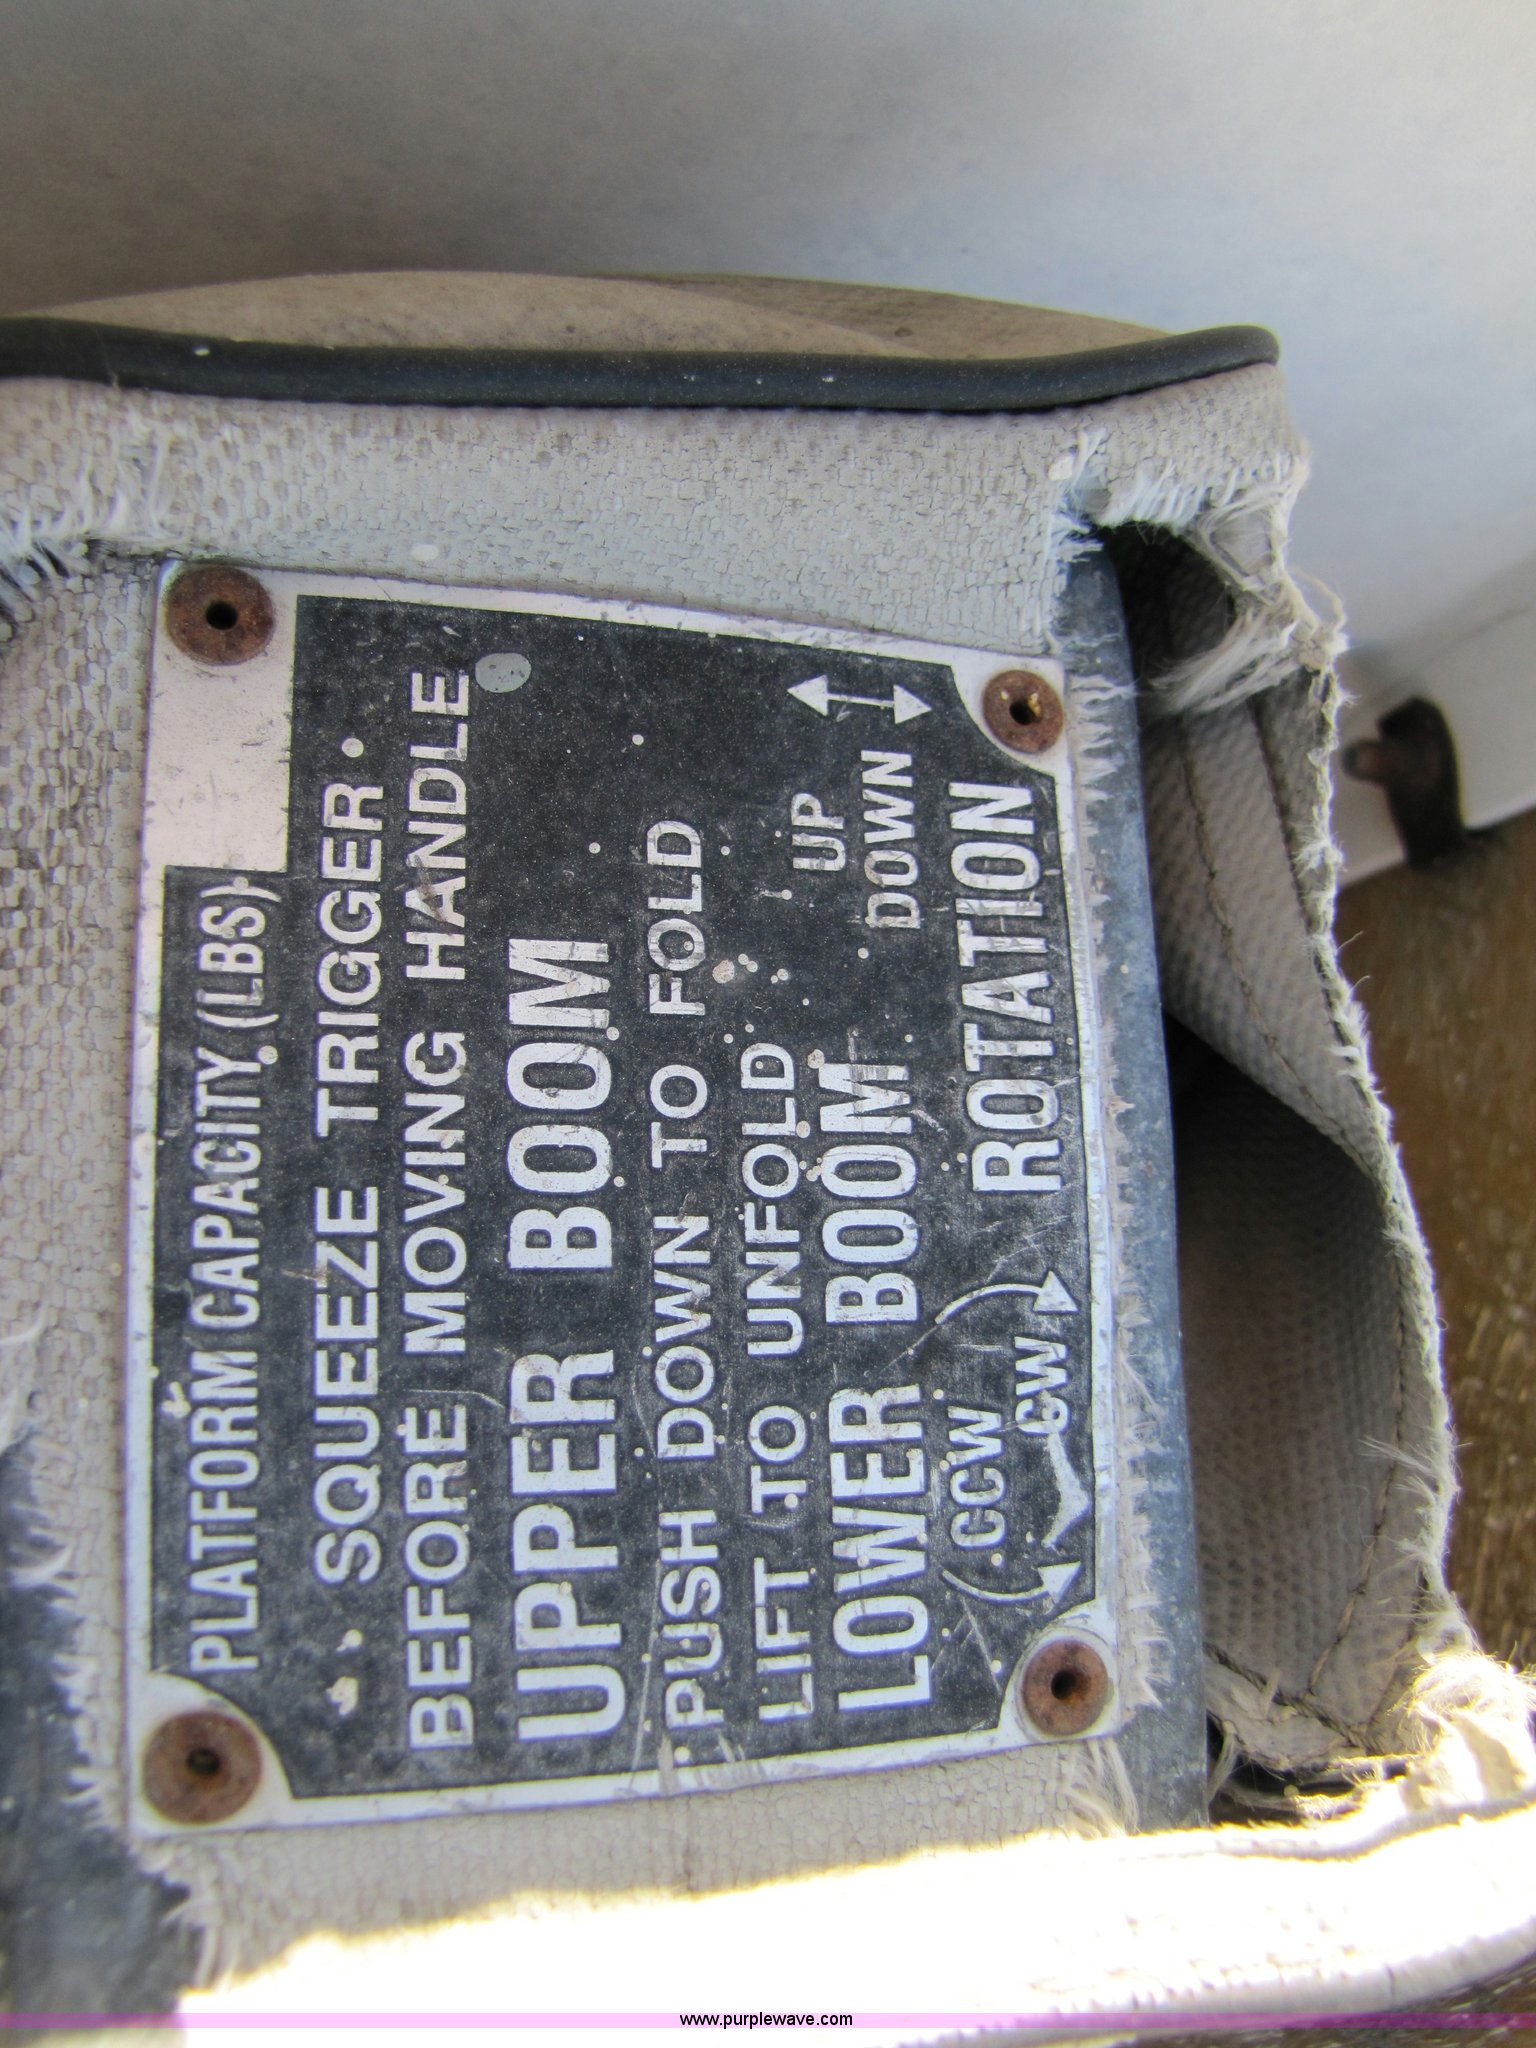 PLATFORM CAPACITY (LBS)
SQUEEZE TRIGGER
BEFORE MOVING HANDLE
UPPER BOOM
PUSH DOWN TO FOLD
LIFT TO UNFOLD
LOWER BOOM
UP
DOWN
CCW
CW
ROTATION
www.purplewave.com